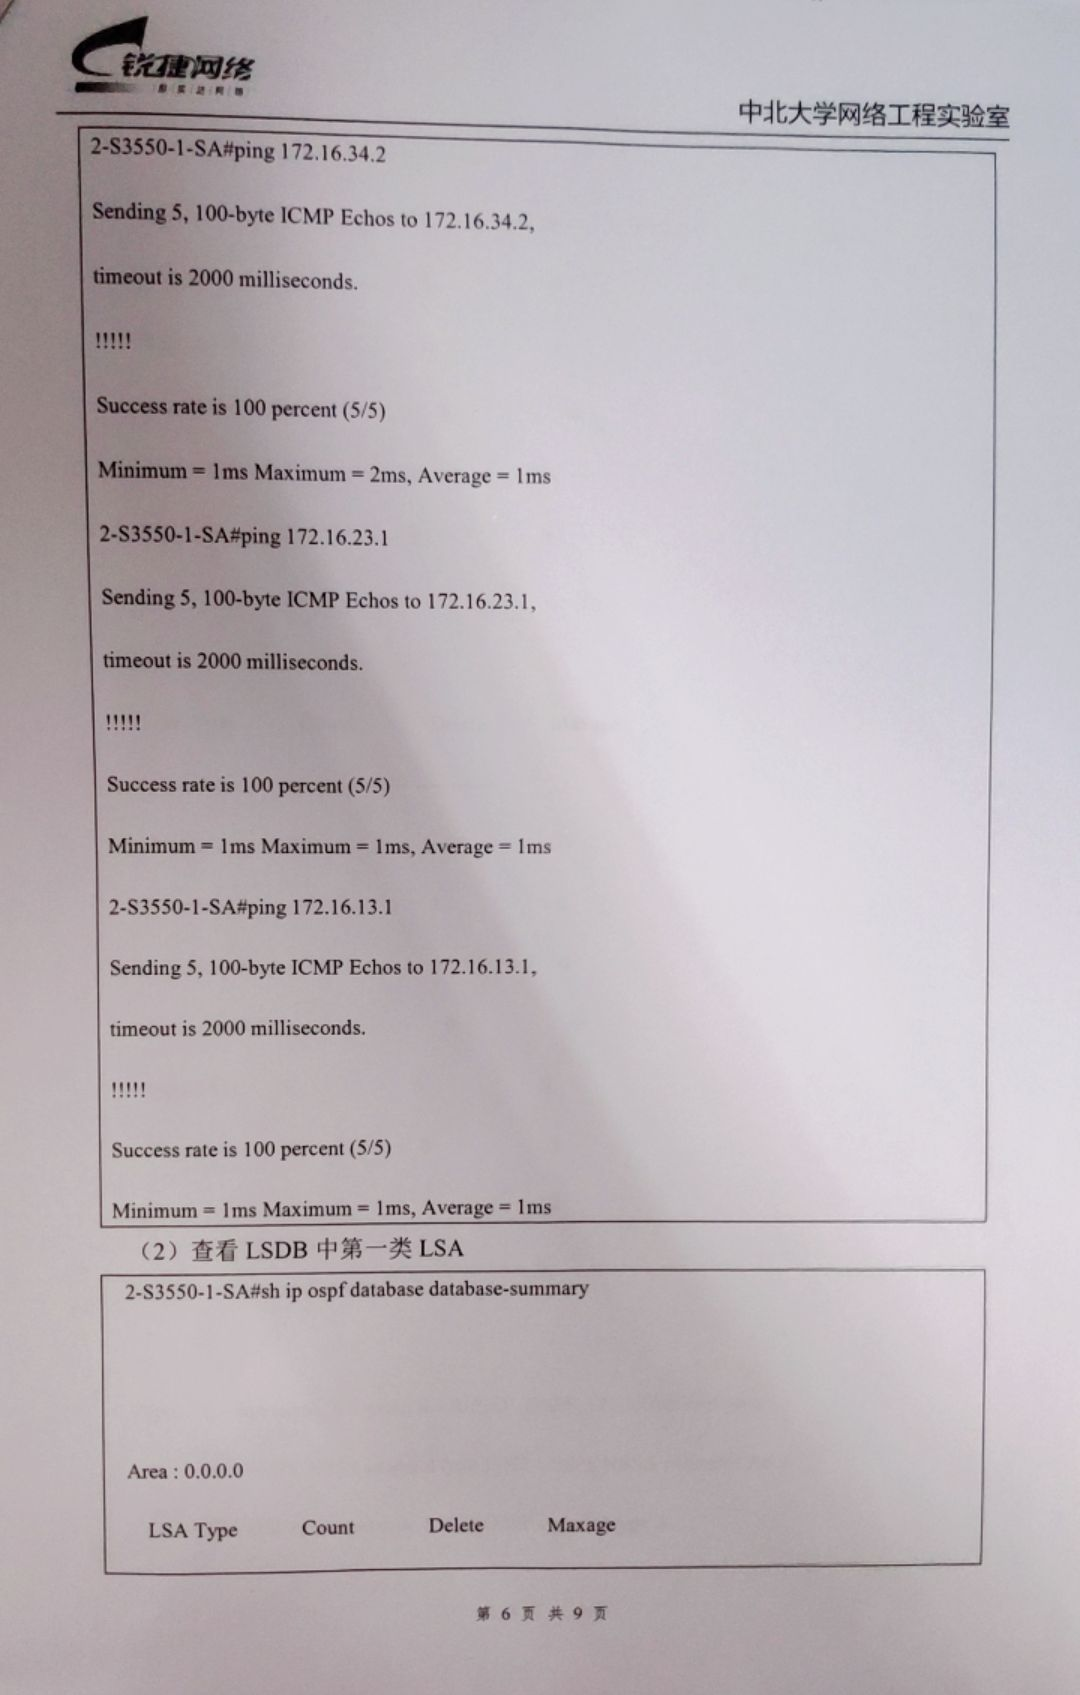 锐捷网络
中北大学网络工程实验室
2-S3550-1-SA#ping 172.16.34.2
Sending 5, 100-byte ICMP Echos to 172.16.34.2,
timeout is 2000 milliseconds.
!!!!!
Success rate is 100 percent (5/5)
Minimum = 1ms Maximum = 2ms, Average = 1ms
2-S3550-1-SA#ping 172.16.23.1
Sending 5, 100-byte ICMP Echos to 172.16.23.1,
timeout is 2000 milliseconds.
!!!!!
Success rate is 100 percent (5/5)
Minimum = 1ms Maximum = 1ms, Average = 1ms
2-S3550-1-SA#ping 172.16.13.1
Sending 5, 100-byte ICMP Echos to 172.16.13.1,
timeout is 2000 milliseconds.
!!!!!
Success rate is 100 percent (5/5)
Minimum = 1ms Maximum = 1ms, Average = 1ms
（2）查看 LSDB 中第一类 LSA
2-S3550-1-SA#sh ip ospf database database-summary
Area : 0.0.0.0
LSA Type Count Delete Maxage
第 6 页 共 9 页